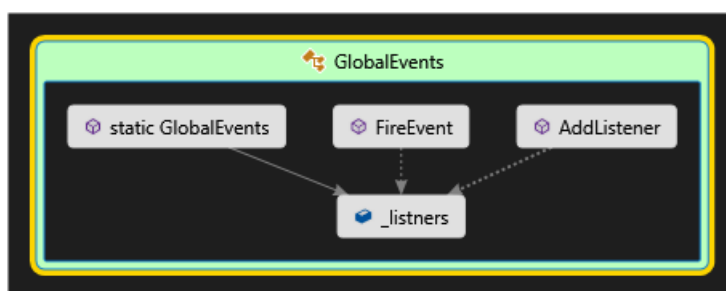 GlobalEvents
static GlobalEvents
FireEvent
AddListener
_listners